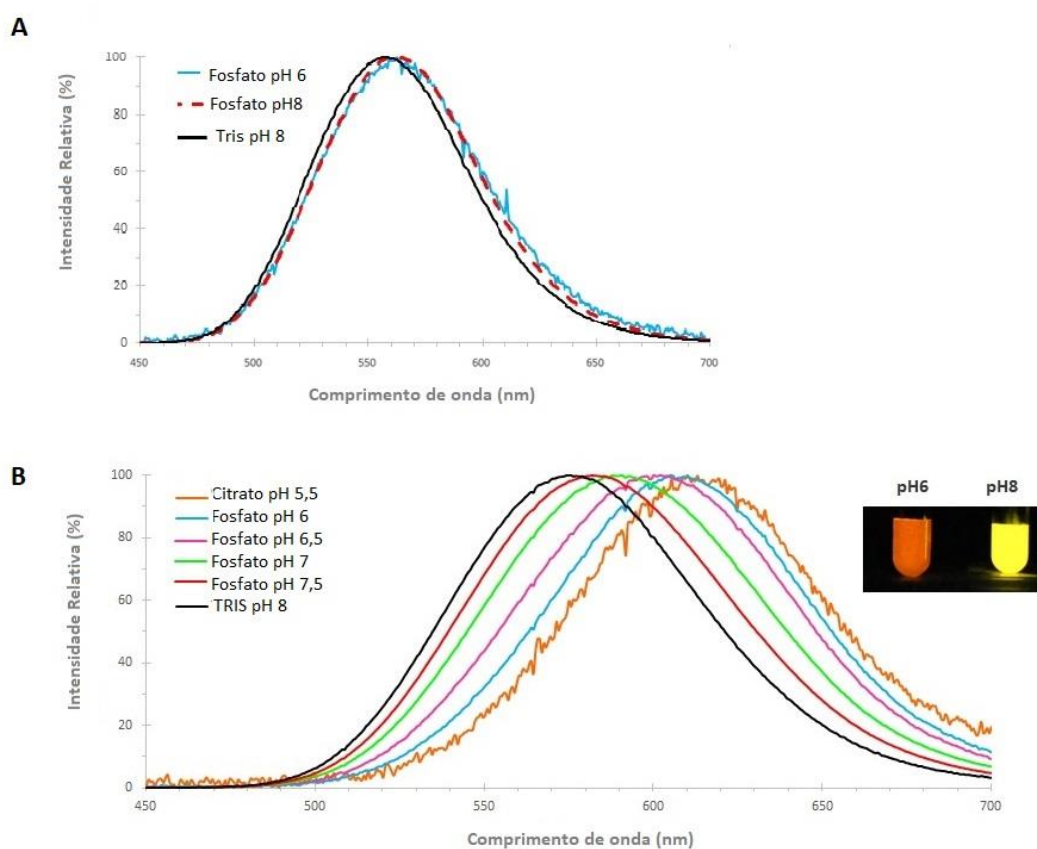 A
100
80
60
40
20
0
Fosfato pH 6
Fosfato pH8
Tris pH 8
Intensidade Relativa (%)
450 500 550 600 650 700
Comprimento de onda (nm)
B
100
80
60
40
20
0
Citrato pH 5,5
Fosfato pH 6
Fosfato pH 6,5
Fosfato pH 7
Fosfato pH 7,5
TRIS pH 8
pH6 pH8
Intensidade Relativa (%)
450 500 550 600 650 700
Comprimento de onda (nm)